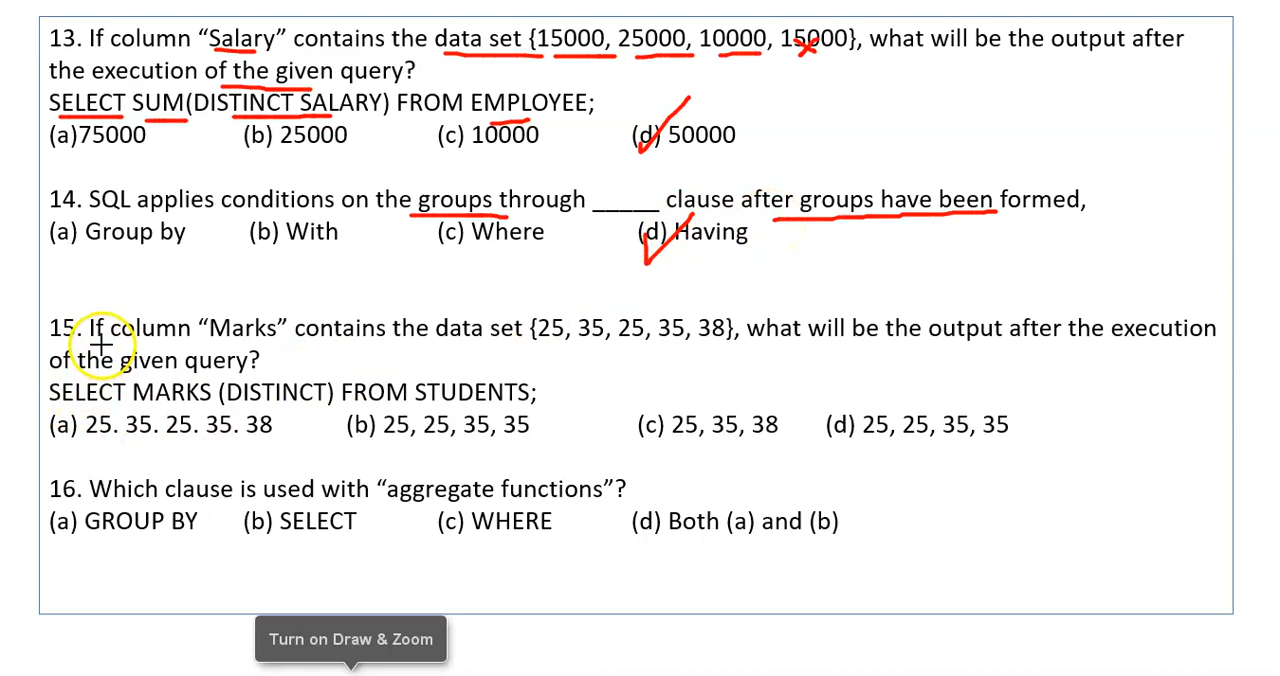 13. If column “Salary” contains the data set {15000, 25000, 10000, 15000}, what will be the output after
the execution of the given query?
SELECT SUM(DISTINCT SALARY) FROM EMPLOYEE;
(a)75000 (b) 25000 (c) 10000 (d) 50000
14. SQL applies conditions on the groups through _____ clause after groups have been formed,
(a) Group by (b) With (c) Where (d) Having
15. If column “Marks” contains the data set {25, 35, 25, 35, 38}, what will be the output after the execution
of the given query?
SELECT MARKS (DISTINCT) FROM STUDENTS;
(a) 25. 35. 25. 35. 38 (b) 25, 25, 35, 35 (c) 25, 35, 38 (d) 25, 25, 35, 35
16. Which clause is used with “aggregate functions”?
(a) GROUP BY (b) SELECT (c) WHERE (d) Both (a) and (b)
Turn on Draw & Zoom